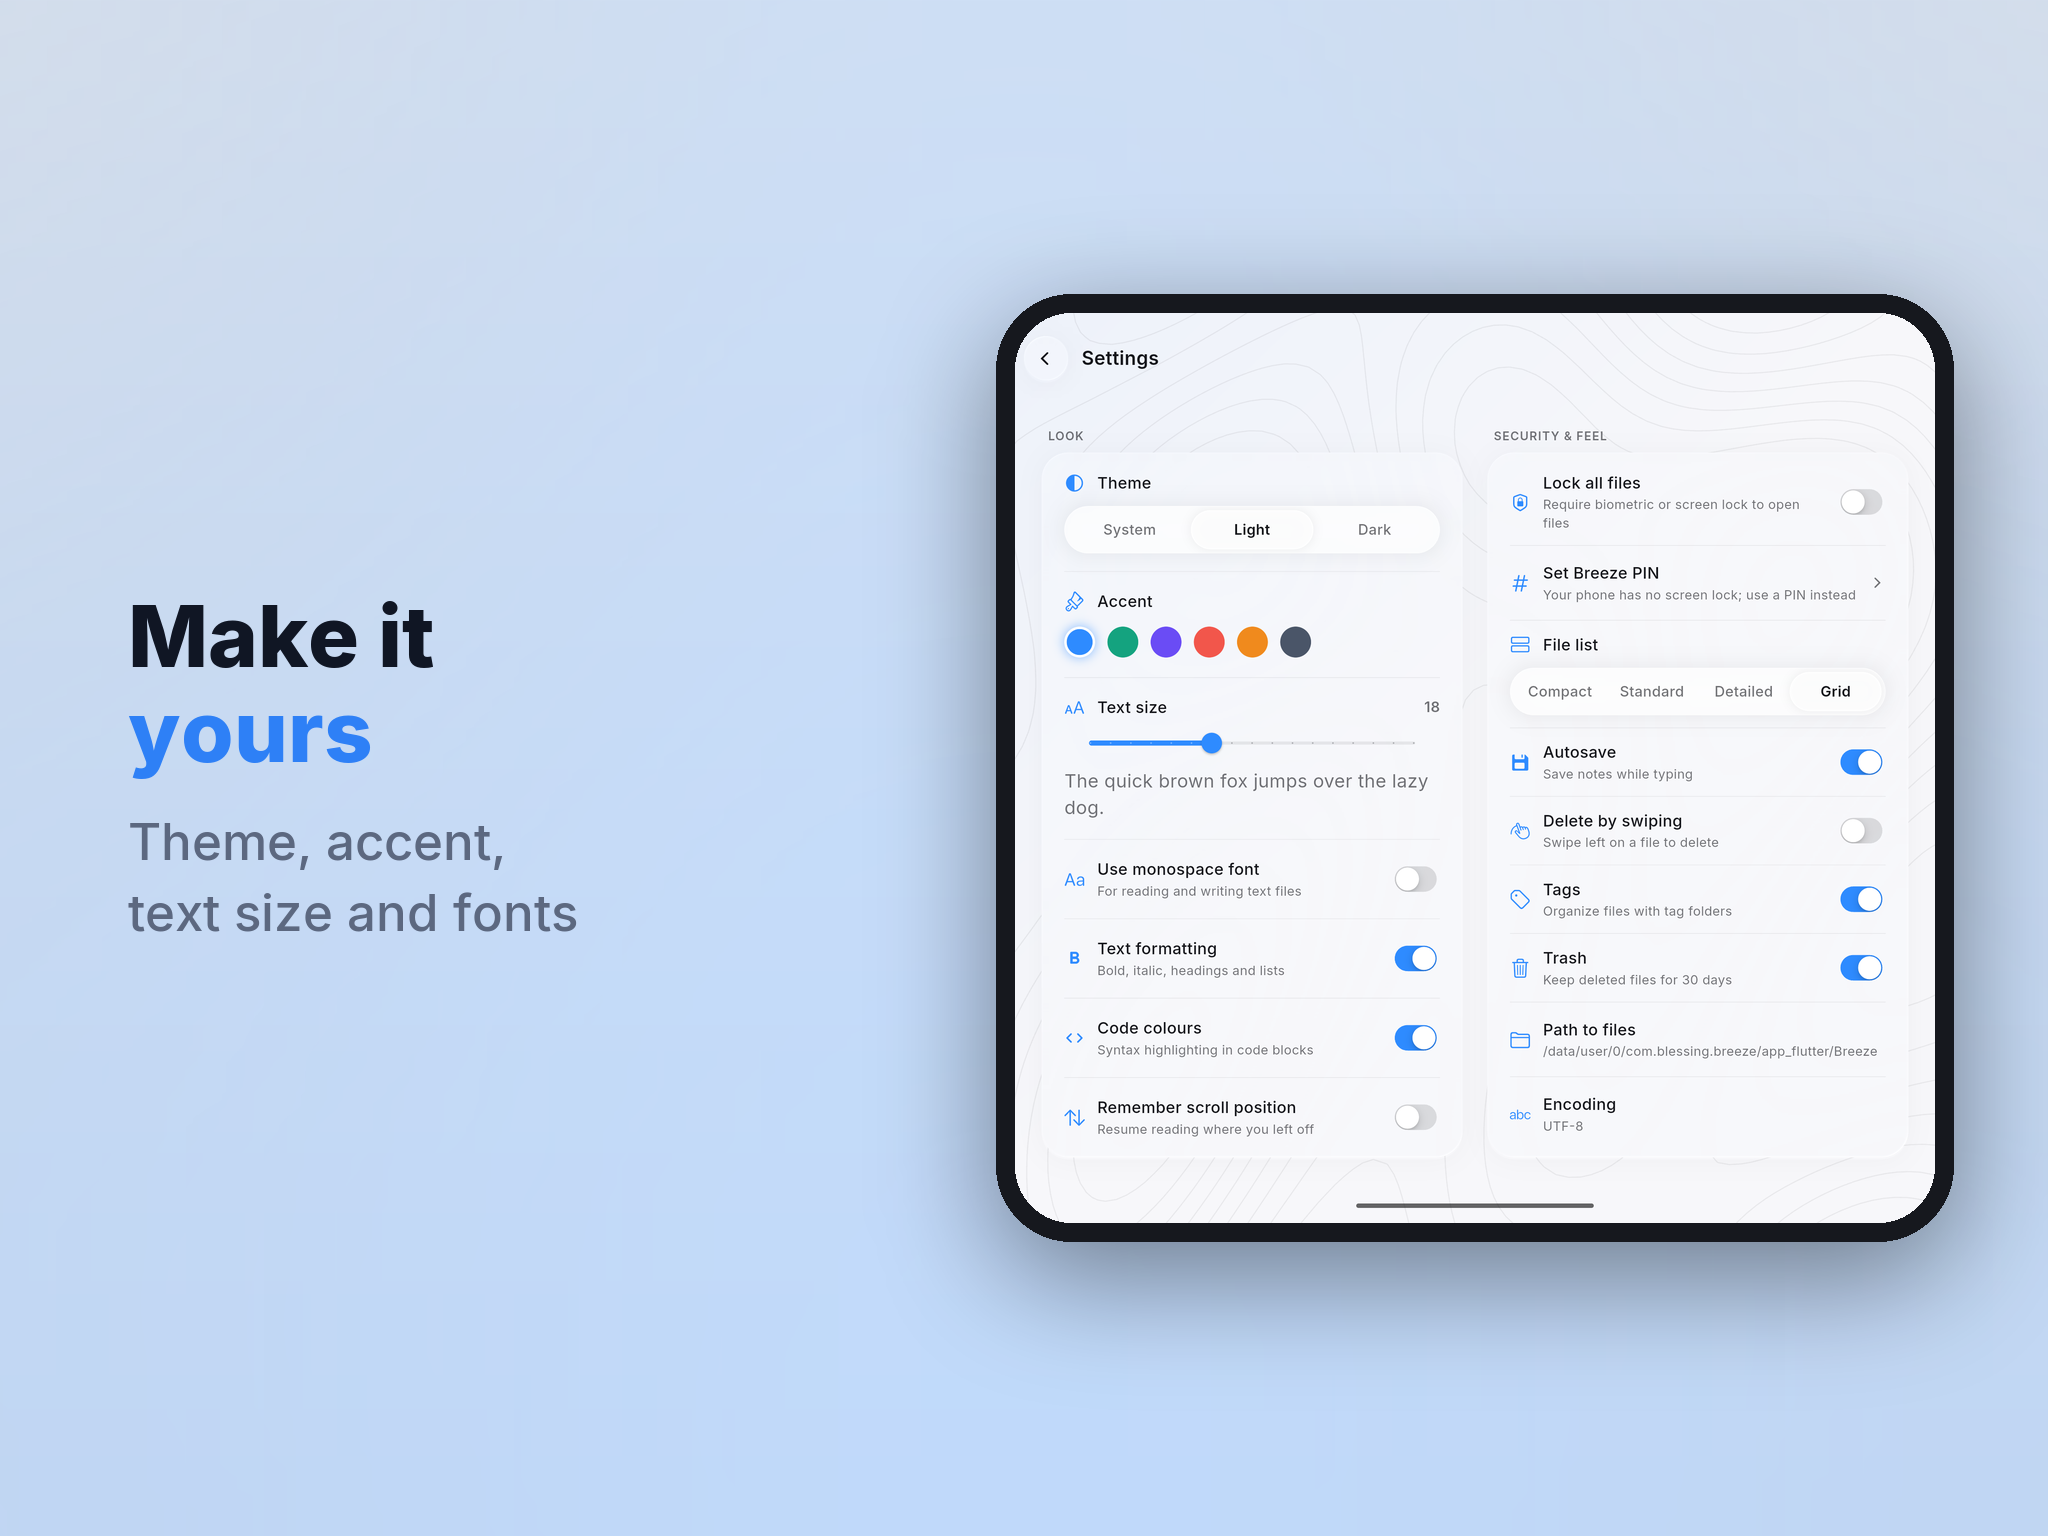 Make it
yours
Theme, accent,
text size and fonts
Settings
LOOK
Theme
System Light Dark
Accent
AA Text size 18
The quick brown fox jumps over the lazy
dog.
Aa Use monospace font
For reading and writing text files
B Text formatting
Bold, italic, headings and lists
Code colours
Syntax highlighting in code blocks
Remember scroll position
Resume reading where you left off
SECURITY & FEEL
Lock all files
Require biometric or screen lock to open
files
# Set Breeze PIN
Your phone has no screen lock; use a PIN instead
File list
Compact Standard Detailed Grid
Autosave
Save notes while typing
Delete by swiping
Swipe left on a file to delete
Tags
Organize files with tag folders
Trash
Keep deleted files for 30 days
Path to files
/data/user/0/com.blessing.breeze/app_flutter/Breeze
abc Encoding
UTF-8